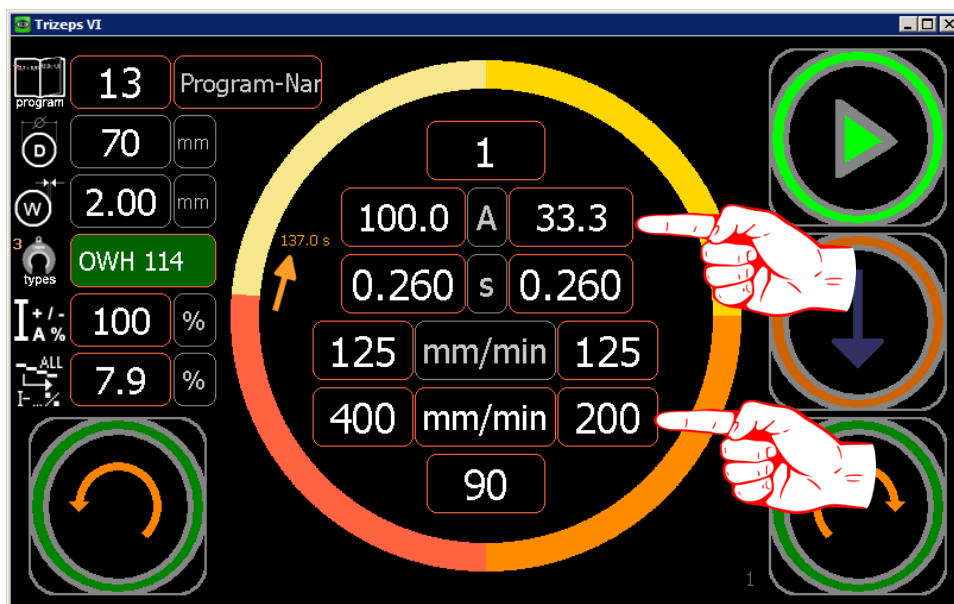 Trizeps VI
program
13
Program-Nar
D
70
mm
W
2.00
mm
3
types
OWH 114
I + / -
A %
100
%
ALL
I-...%
7.9
%
137.0 s
1
100.0 A 33.3
0.260 s 0.260
125 mm/min 125
400 mm/min 200
90
1